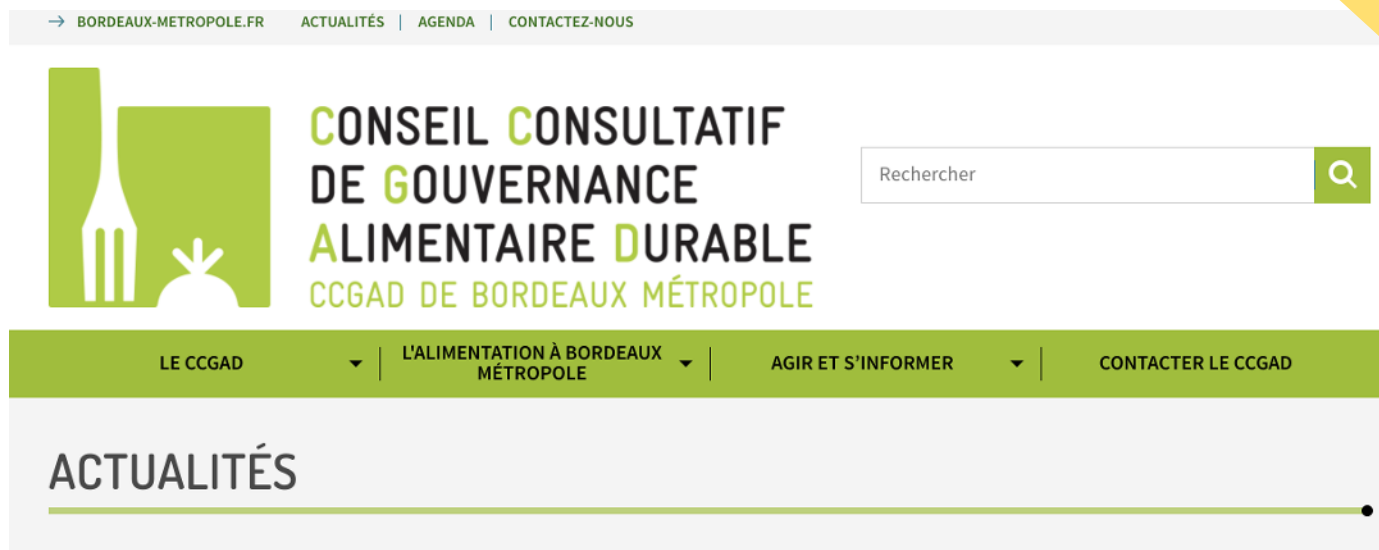 → BORDEAUX-METROPOLE.FR ACTUALITÉS | AGENDA | CONTACTEZ-NOUS
CONSEIL CONSULTATIF
DE GOUVERNANCE
ALIMENTAIRE DURABLE
CCGAD DE BORDEAUX MÉTROPOLE
Rechercher
LE CCGAD
L'ALIMENTATION À BORDEAUX
MÉTROPOLE
AGIR ET S’INFORMER
CONTACTER LE CCGAD
ACTUALITÉS